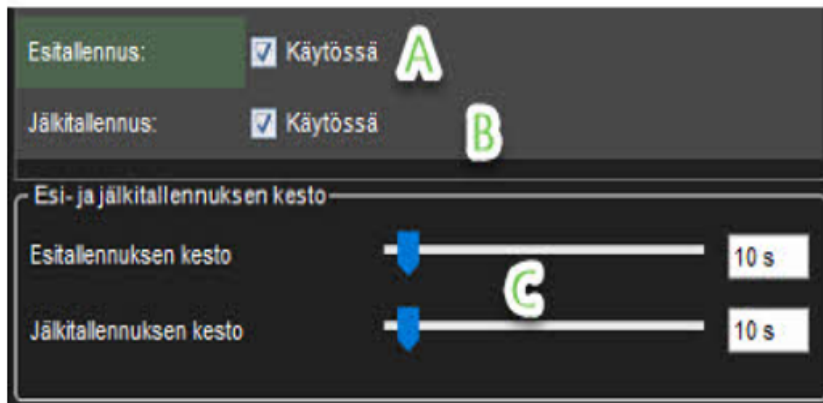 Esitallennus: Käytössä A
Jälkitallennus: Käytössä B
Esi- ja jälkitallennuksen kesto
Esitallennuksen kesto 10 s
C
Jälkitallennuksen kesto 10 s